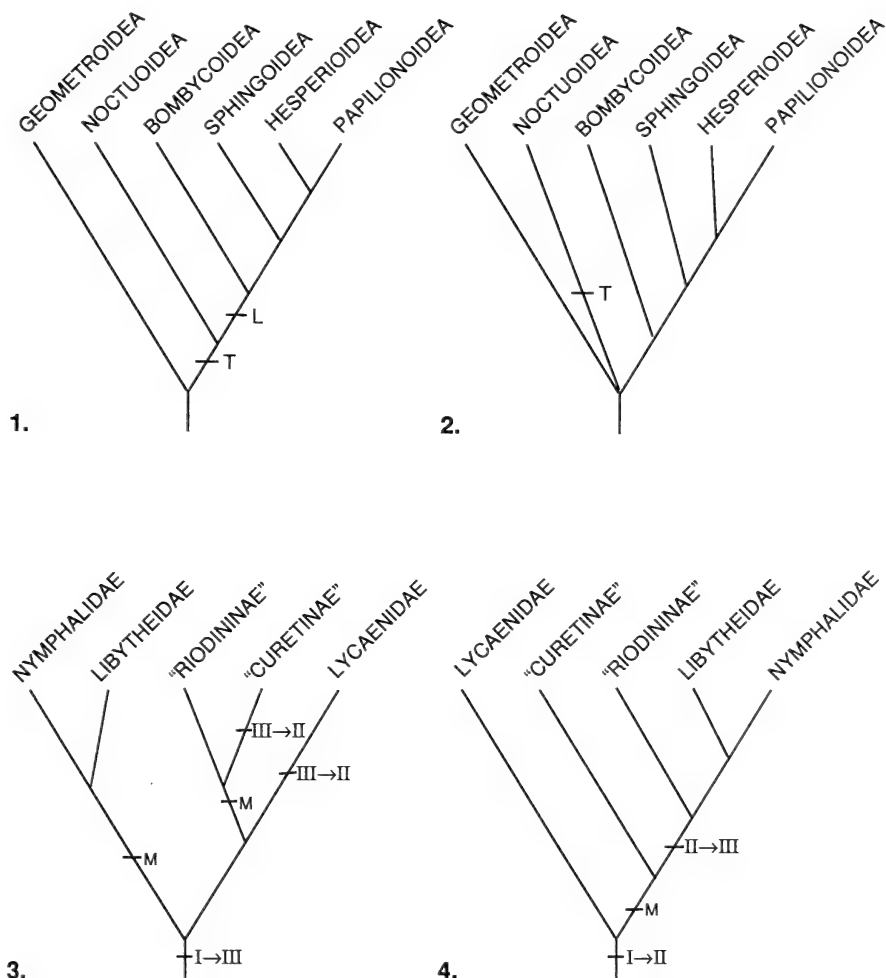 GEOMETROIDEA
NOCTUOIDEA
BOMBYCOIDEA
SPHINGOIDEA
HESPERIOIDEA
PAPILIONOIDEA
L
T
1.
GEOMETROIDEA
NOCTUOIDEA
BOMBYCOIDEA
SPHINGOIDEA
HESPERIOIDEA
PAPILIONOIDEA
T
2.
NYMPHALIDAE
LIBYTHEIDAE
“RIODININAE”
“CURETINAE”
LYCAENIDAE
III→II
III→II
M
M
I→III
3.
LYCAENIDAE
“CURETINAE”
“RIODININAE”
LIBYTHEIDAE
NYMPHALIDAE
II→III
M
I→II
4.